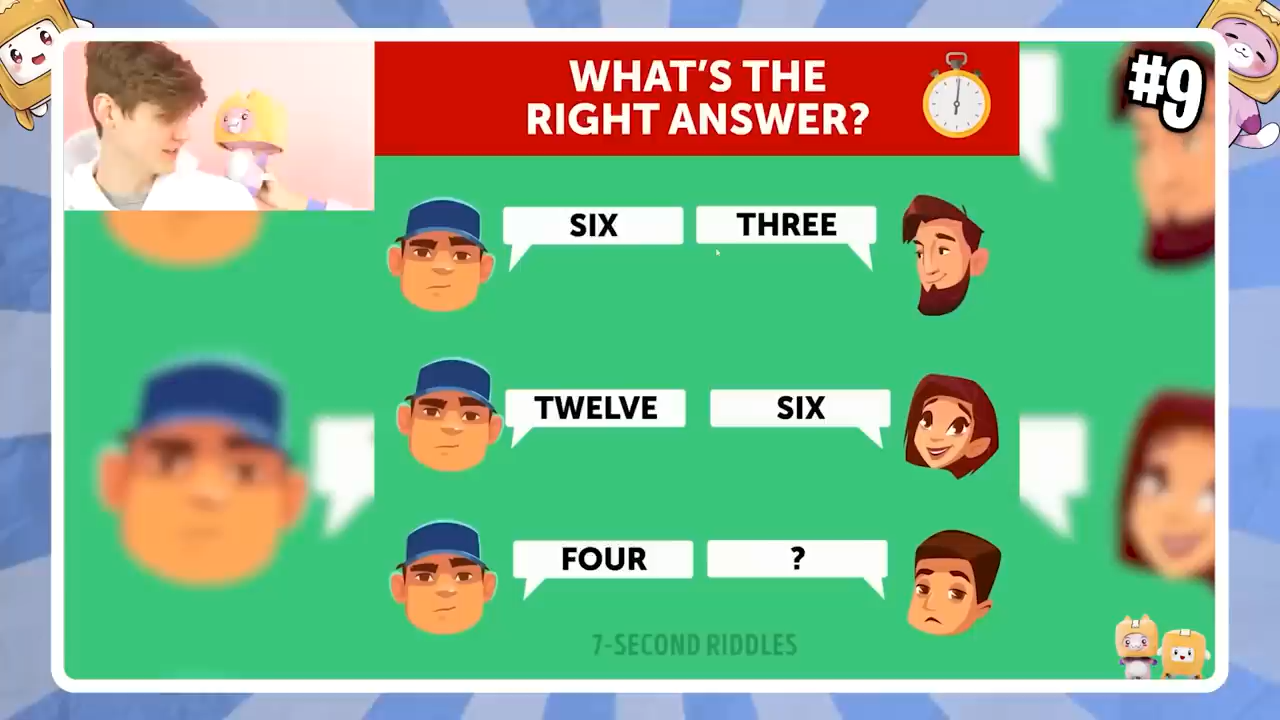 WHAT'S THE
RIGHT ANSWER?
#9
SIX
THREE
TWELVE
SIX
FOUR
?
7-SECOND RIDDLES